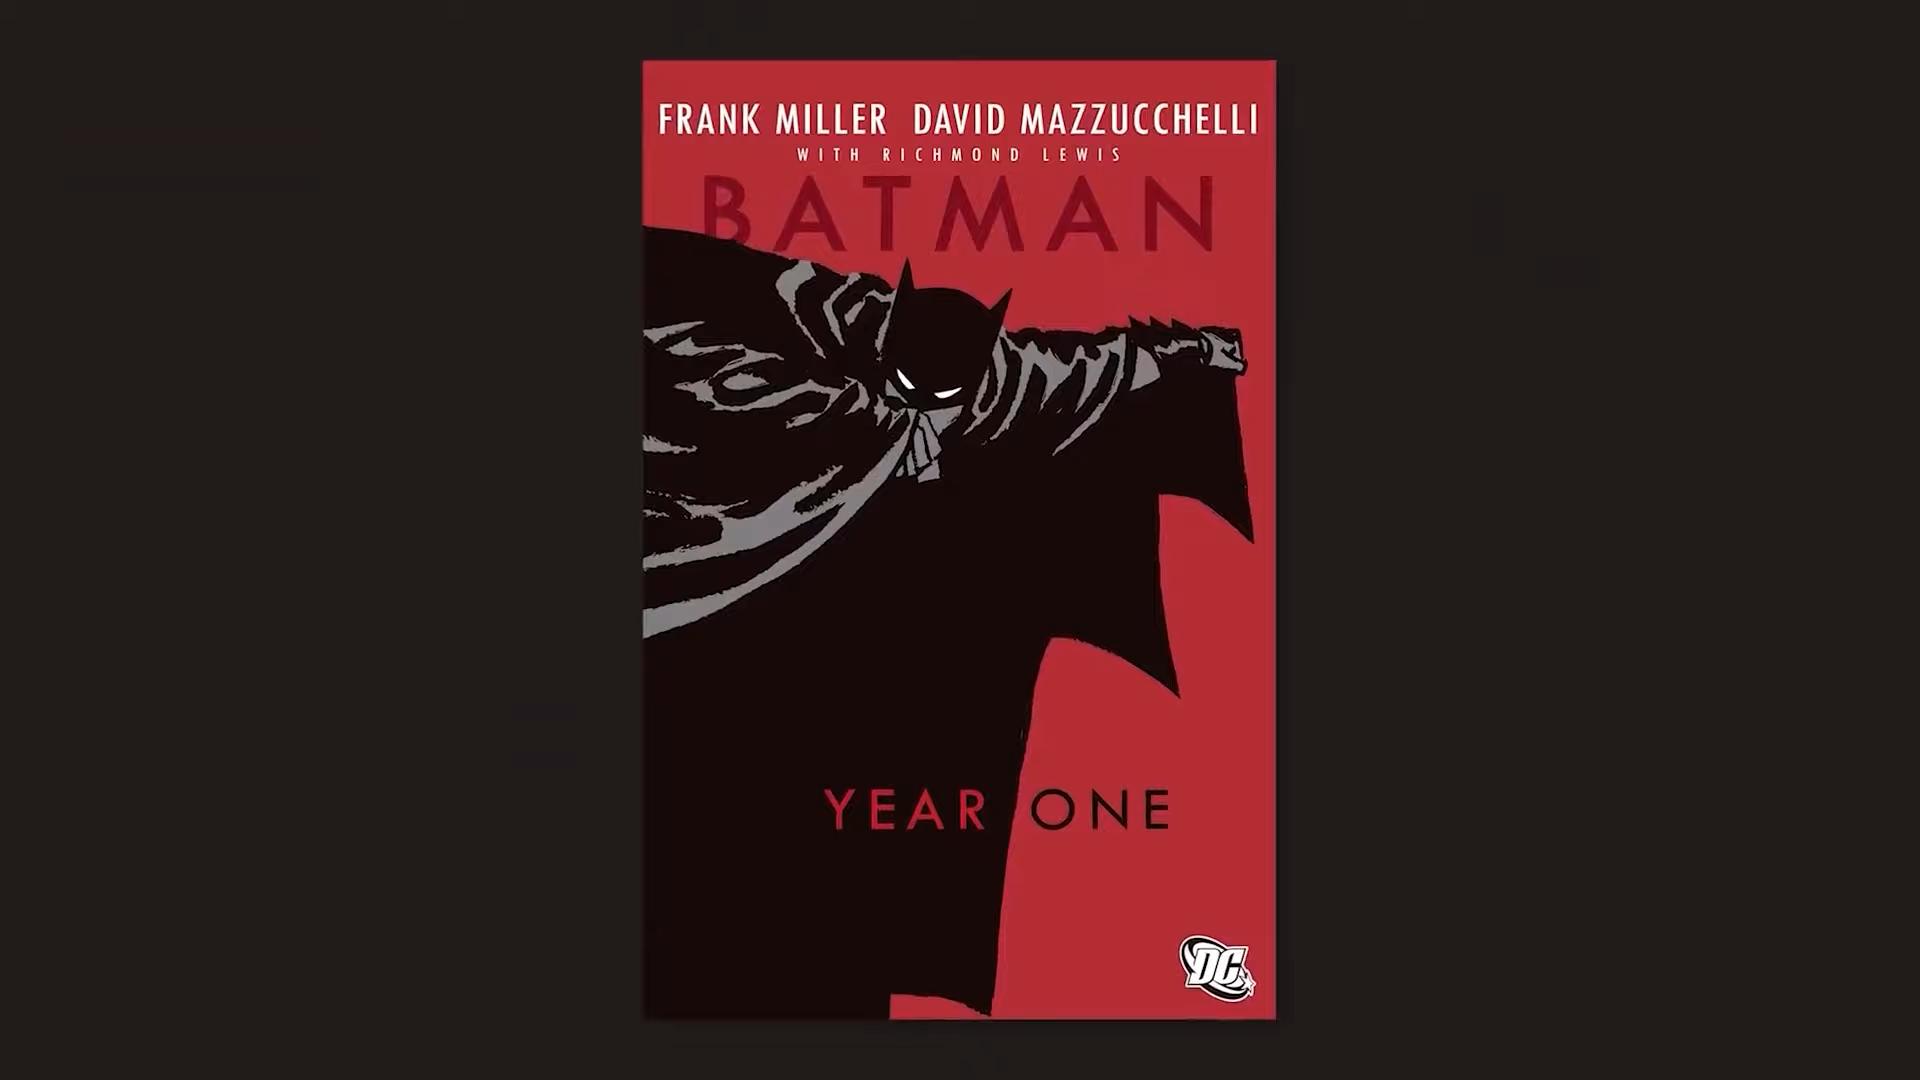 FRANK MILLER DAVID MAZZUCCHELLI
WITH RICHMOND LEWIS
BATMAN
YEAR ONE
DC